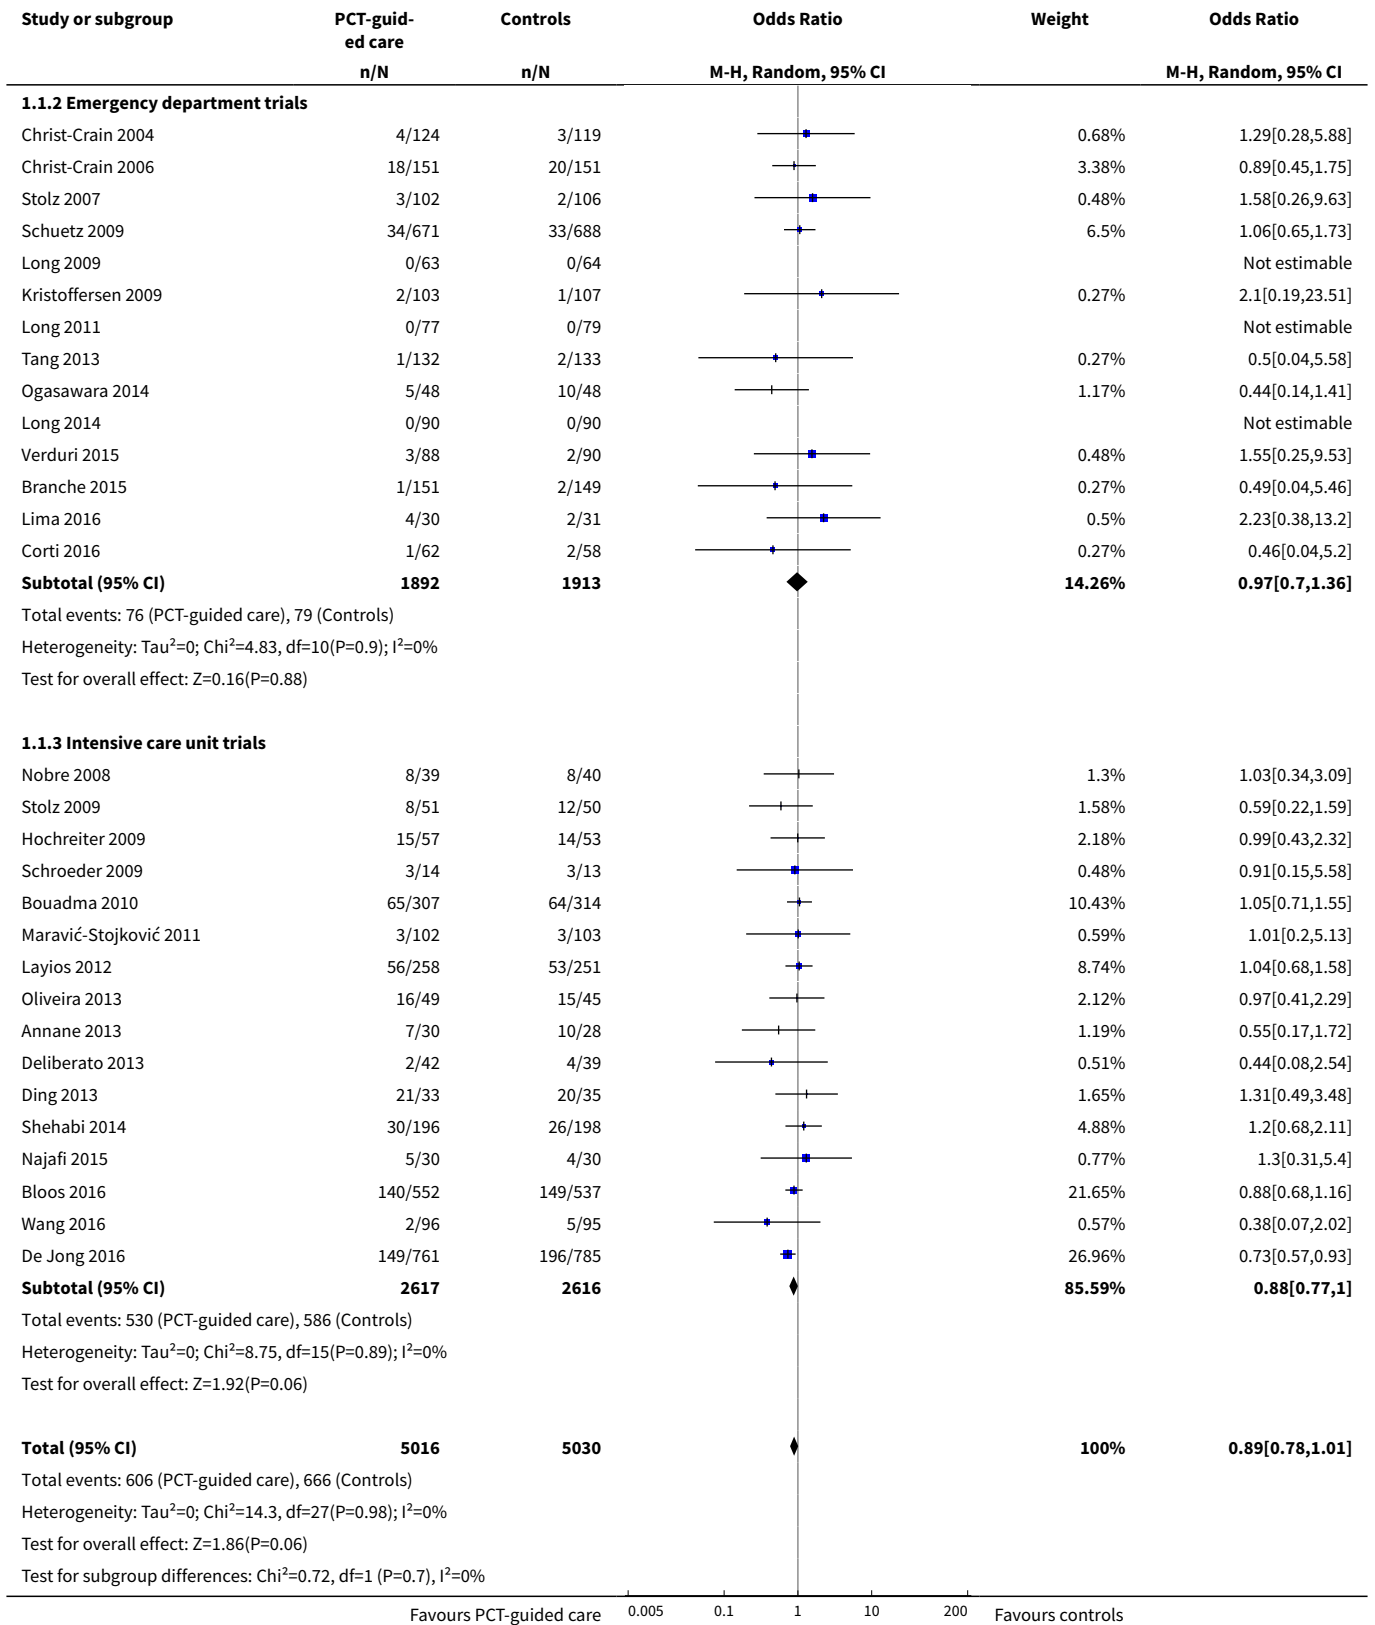 Study or subgroup PCT-guid- Controls Odds Ratio Weight Odds Ratio
ed care
n/N n/N M-H, Random, 95% CI M-H, Random, 95% CI
1.1.2 Emergency department trials
Christ-Crain 2004 4/124 3/119 0.68% 1.29[0.28,5.88]
Christ-Crain 2006 18/151 20/151 3.38% 0.89[0.45,1.75]
Stolz 2007 3/102 2/106 0.48% 1.58[0.26,9.63]
Schuetz 2009 34/671 33/688 6.5% 1.06[0.65,1.73]
Long 2009 0/63 0/64 Not estimable
Kristoffersen 2009 2/103 1/107 0.27% 2.1[0.19,23.51]
Long 2011 0/77 0/79 Not estimable
Tang 2013 1/132 2/133 0.27% 0.5[0.04,5.58]
Ogasawara 2014 5/48 10/48 1.17% 0.44[0.14,1.41]
Long 2014 0/90 0/90 Not estimable
Verduri 2015 3/88 2/90 0.48% 1.55[0.25,9.53]
Branche 2015 1/151 2/149 0.27% 0.49[0.04,5.46]
Lima 2016 4/30 2/31 0.5% 2.23[0.38,13.2]
Corti 2016 1/62 2/58 0.27% 0.46[0.04,5.2]
Subtotal (95% CI) 1892 1913 14.26% 0.97[0.7,1.36]
Total events: 76 (PCT-guided care), 79 (Controls)
Heterogeneity: Tau²=0; Chi²=4.83, df=10(P=0.9); I²=0%
Test for overall effect: Z=0.16(P=0.88)
1.1.3 Intensive care unit trials
Nobre 2008 8/39 8/40 1.3% 1.03[0.34,3.09]
Stolz 2009 8/51 12/50 1.58% 0.59[0.22,1.59]
Hochreiter 2009 15/57 14/53 2.18% 0.99[0.43,2.32]
Schroeder 2009 3/14 3/13 0.48% 0.91[0.15,5.58]
Bouadma 2010 65/307 64/314 10.43% 1.05[0.71,1.55]
Maravić-Stojković 2011 3/102 3/103 0.59% 1.01[0.2,5.13]
Layios 2012 56/258 53/251 8.74% 1.04[0.68,1.58]
Oliveira 2013 16/49 15/45 2.12% 0.97[0.41,2.29]
Annane 2013 7/30 10/28 1.19% 0.55[0.17,1.72]
Deliberato 2013 2/42 4/39 0.51% 0.44[0.08,2.54]
Ding 2013 21/33 20/35 1.65% 1.31[0.49,3.48]
Shehabi 2014 30/196 26/198 4.88% 1.2[0.68,2.11]
Najafi 2015 5/30 4/30 0.77% 1.3[0.31,5.4]
Bloos 2016 140/552 149/537 21.65% 0.88[0.68,1.16]
Wang 2016 2/96 5/95 0.57% 0.38[0.07,2.02]
De Jong 2016 149/761 196/785 26.96% 0.73[0.57,0.93]
Subtotal (95% CI) 2617 2616 85.59% 0.88[0.77,1]
Total events: 530 (PCT-guided care), 586 (Controls)
Heterogeneity: Tau²=0; Chi²=8.75, df=15(P=0.89); I²=0%
Test for overall effect: Z=1.92(P=0.06)
Total (95% CI) 5016 5030 100% 0.89[0.78,1.01]
Total events: 606 (PCT-guided care), 666 (Controls)
Heterogeneity: Tau²=0; Chi²=14.3, df=27(P=0.98); I²=0%
Test for overall effect: Z=1.86(P=0.06)
Test for subgroup differences: Chi²=0.72, df=1 (P=0.7), I²=0%
Favours PCT-guided care 0.005 0.1 1 10 200 Favours controls